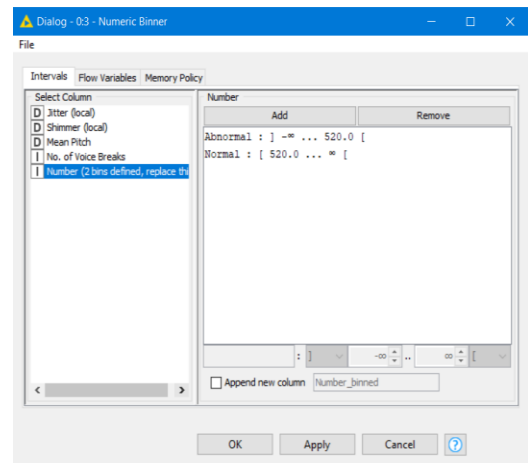 Dialog - 0:3 - Numeric Binner
File
Intervals Flow Variables Memory Policy
Select Column
D Jitter (local)
D Shimmer (local)
D Mean Pitch
I No. of Voice Breaks
I Number (2 bins defined, replace thi
Number
Add Remove
Abnormal : ] -∞ ... 520.0 [
Normal : [ 520.0 ... ∞ [
: ] -∞ .. ∞ [
Append new column Number_binned
OK Apply Cancel ?